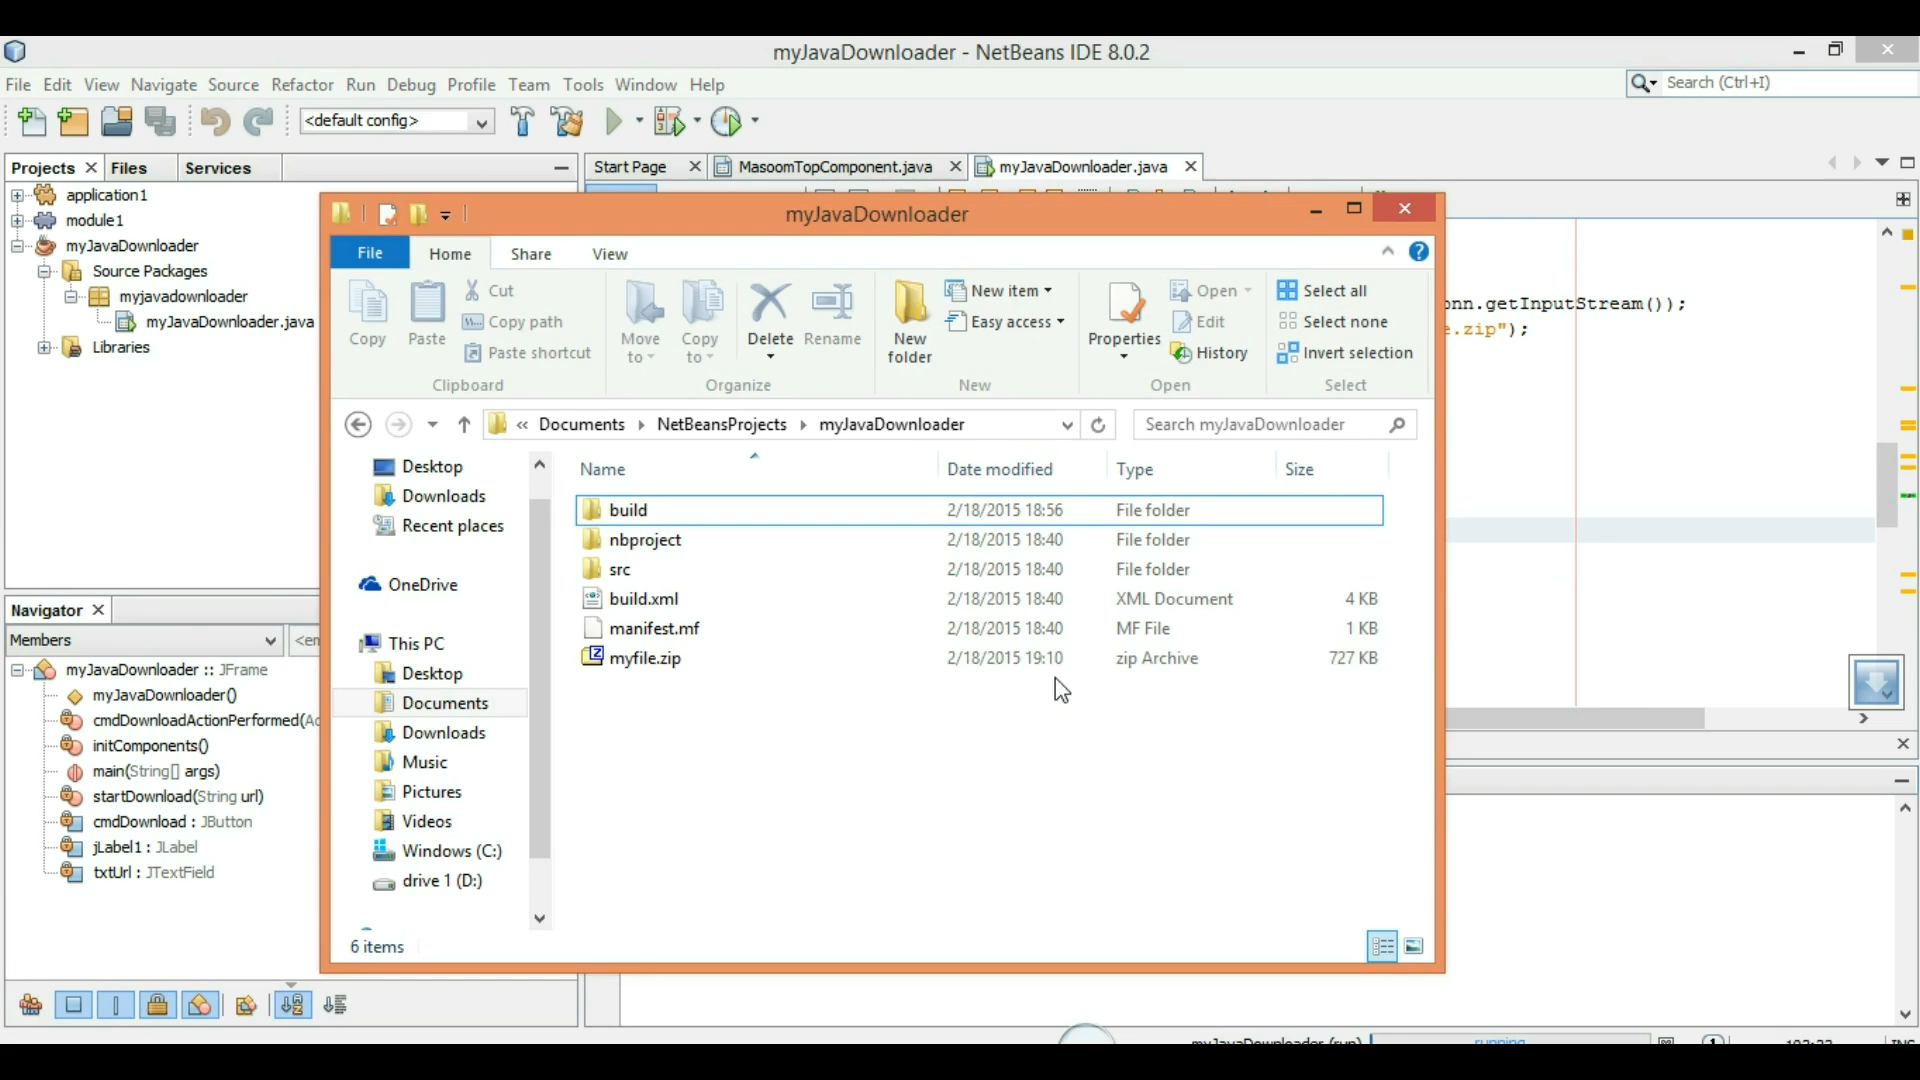 myJavaDownloader - NetBeans IDE 8.0.2
File Edit View Navigate Source Refactor Run Debug Profile Team Tools Window Help
Search (Ctrl+I)
<default config>
Projects Files Services
Start Page MasoomTopComponent.java myJavaDownloader.java
application1
module1
myJavaDownloader
Source Packages
myjavadownloader
myJavaDownloader.java
Libraries
onn.getInputStream());
e.zip");
myJavaDownloader
File Home Share View
Copy
Paste
Cut
Copy path
Paste shortcut
Clipboard
Move to
Copy to
Delete
Rename
Organize
New folder
New item
Easy access
New
Properties
Open
Edit
History
Open
Select all
Select none
Invert selection
Select
« Documents NetBeansProjects myJavaDownloader
Search myJavaDownloader
Desktop
Downloads
Recent places
OneDrive
This PC
Desktop
Documents
Downloads
Music
Pictures
Videos
Windows (C:)
drive 1 (D:)
Name Date modified Type Size
build 2/18/2015 18:56 File folder
nbproject 2/18/2015 18:40 File folder
src 2/18/2015 18:40 File folder
build.xml 2/18/2015 18:40 XML Document 4 KB
manifest.mf 2/18/2015 18:40 MF File 1 KB
myfile.zip 2/18/2015 19:10 zip Archive 727 KB
6 items
Navigator
Members
<en
myJavaDownloader :: JFrame
myJavaDownloader()
cmdDownloadActionPerformed(Ac
initComponents()
main(String[] args)
startDownload(String url)
cmdDownload : JButton
jLabel1 : JLabel
txtUrl : JTextField
myJavaDownloader (run)
running